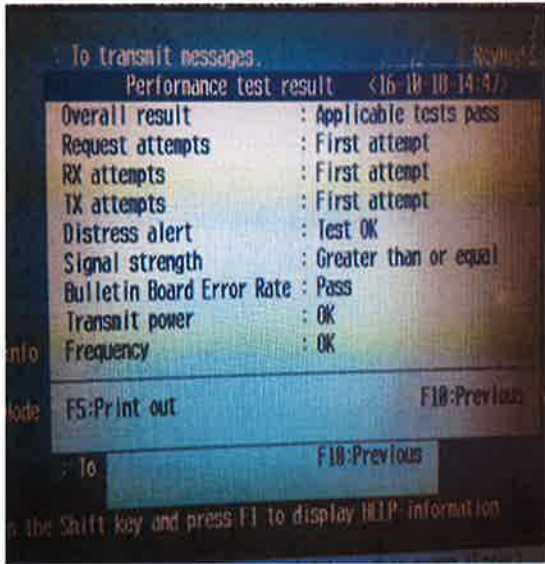 : To transmit messages.
Performance test result <16-10-10 14:47>
Overall result : Applicable tests pass
Request attempts : First attempt
RX attempts : First attempt
TX attempts : First attempt
Distress alert : Test OK
Signal strength : Greater than or equal
Bulletin Board Error Rate : Pass
Transmit power : OK
Frequency : OK
F5:Print out F10:Previous
: To F10:Previous
the Shift key and press F1 to display HELP information